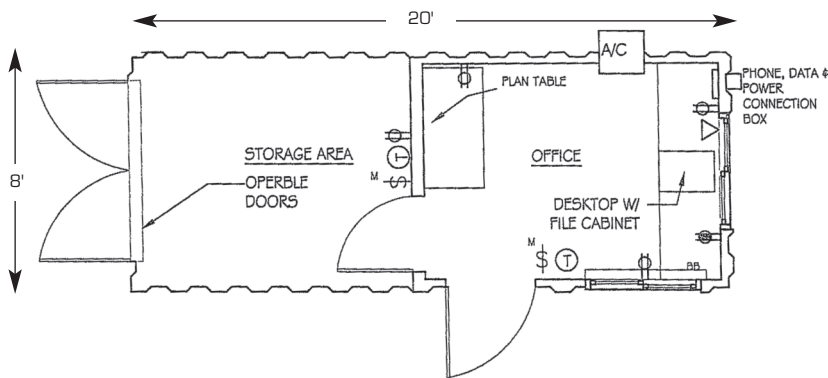 20'
A/C
PHONE, DATA &
POWER
CONNECTION
BOX
PLAN TABLE
STORAGE AREA
OPERBLE
DOORS
T
M
S
OFFICE
8'
DESKTOP W/
FILE CABINET
M
S
T
BB